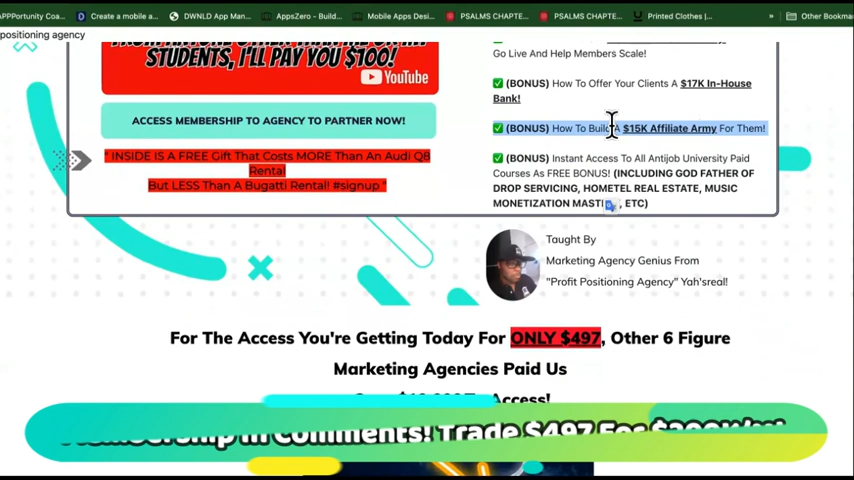 APPPortunity Coa...
Create a mobile a...
DWNLD App Man...
AppsZero - Build...
Mobile Apps Desi...
PSALMS CHAPTE...
PSALMS CHAPTE...
Printed Clothes |...
»
Other Bookmar
positioning agency
STUDENTS, I'LL PAY YOU $100!
YouTube
ACCESS MEMBERSHIP TO AGENCY TO PARTNER NOW!
" INSIDE IS A FREE Gift That Costs MORE Than An Audi Q8
Rental
But LESS Than A Bugatti Rental! #signup "
Go Live And Help Members Scale!
✅ (BONUS) How To Offer Your Clients A $17K In-House
Bank!
✅ (BONUS) How To Build A $15K Affiliate Army For Them!
✅ (BONUS) Instant Access To All Antijob University Paid
Courses As FREE BONUS! (INCLUDING GOD FATHER OF
DROP SERVICING, HOMETEL REAL ESTATE, MUSIC
MONETIZATION MASTI , ETC)
Taught By
Marketing Agency Genius From
"Profit Positioning Agency" Yah'sreal!
For The Access You're Getting Today For ONLY $497, Other 6 Figure
Marketing Agencies Paid Us
Access!
Membership In Comments! Trade $497 For